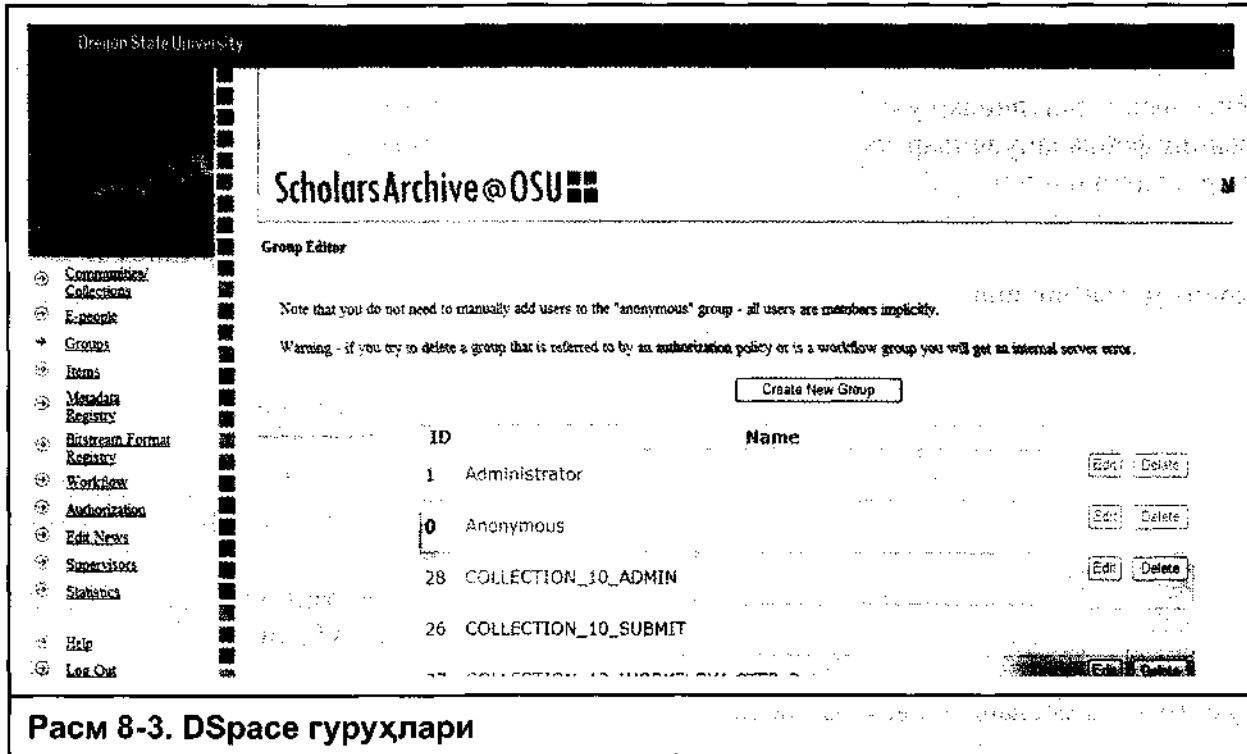 Oregon State University
ScholarsArchive@OSU
M
Group Editor
Communities/
Collections
E-people
Groups
Items
Metadata
Registry
Bitstream Format
Registry
Workflow
Authorization
Edit News
Supervisors
Statistics
Help
Log Out
Note that you do not need to manually add users to the "anonymous" group - all users are members implicitly.
Warning - if you try to delete a group that is referred to by an authorization policy or is a workflow group you will get an internal server error.
Create New Group
ID Name
1 Administrator Edit Delete
0 Anonymous Edit Delete
28 COLLECTION_10_ADMIN Edit Delete
26 COLLECTION_10_SUBMIT
Edit Delete
Расм 8-3. DSpace гуруҳлари